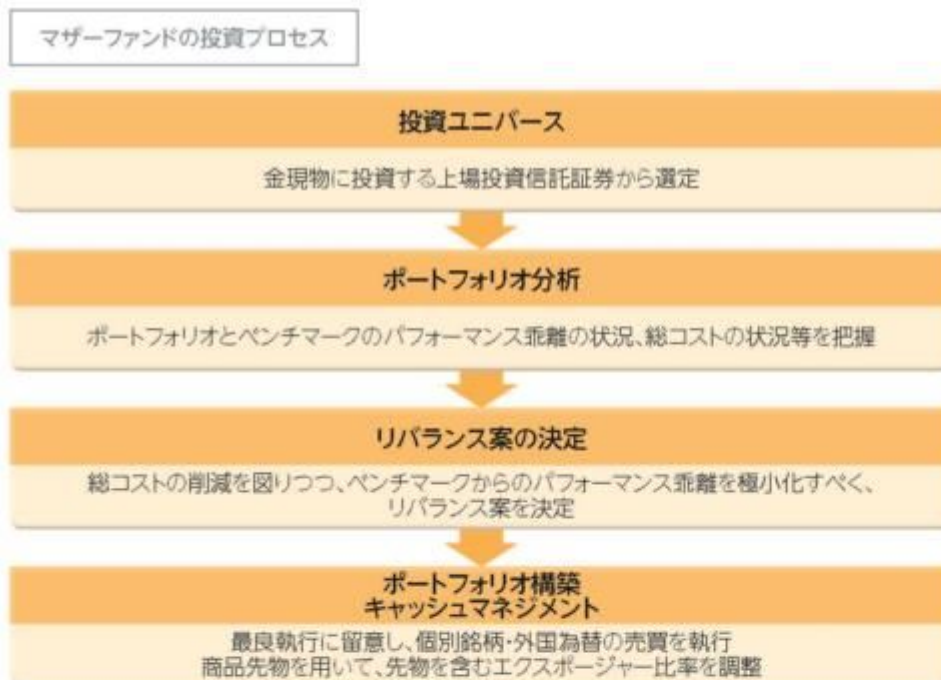 マザーファンドの投資プロセス
投資ユニバース
金現物に投資する上場投資信託証券から選定
ポートフォリオ分析
ポートフォリオとベンチマークのパフォーマンス乖離の状況、総コストの状況等を把握
リバランス案の決定
総コストの削減を図りつつ、ベンチマークからのパフォーマンス乖離を極小化すべく、
リバランス案を決定
ポートフォリオ構築
キャッシュマネジメント
最良執行に留意し、個別銘柄・外国為替の売買を執行
商品先物を用いて、先物を含むエクスポージャー比率を調整